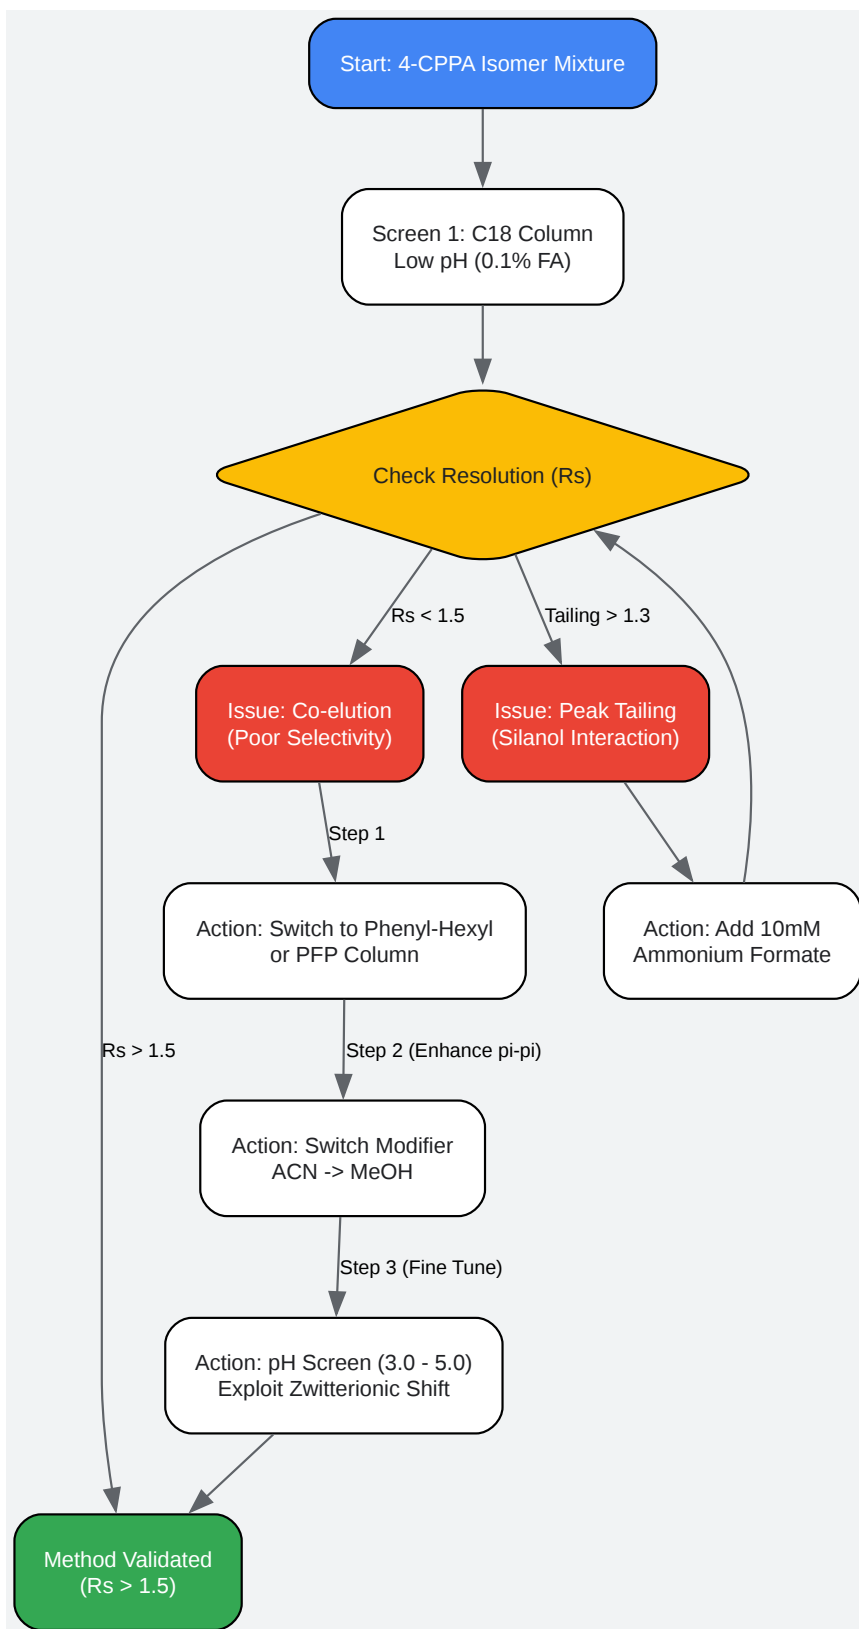 Start: 4-CPPA Isomer Mixture
Screen 1: C18 Column
Low pH (0.1% FA)
Check Resolution (Rs)
Rs < 1.5
Tailing > 1.3
Issue: Co-elution
(Poor Selectivity)
Issue: Peak Tailing
(Silanol Interaction)
Step 1
Action: Switch to Phenyl-Hexyl
or PFP Column
Action: Add 10mM
Ammonium Formate
Rs > 1.5
Step 2 (Enhance pi-pi)
Action: Switch Modifier
ACN -> MeOH
Step 3 (Fine Tune)
Action: pH Screen (3.0 - 5.0)
Exploit Zwitterionic Shift
Method Validated
(Rs > 1.5)